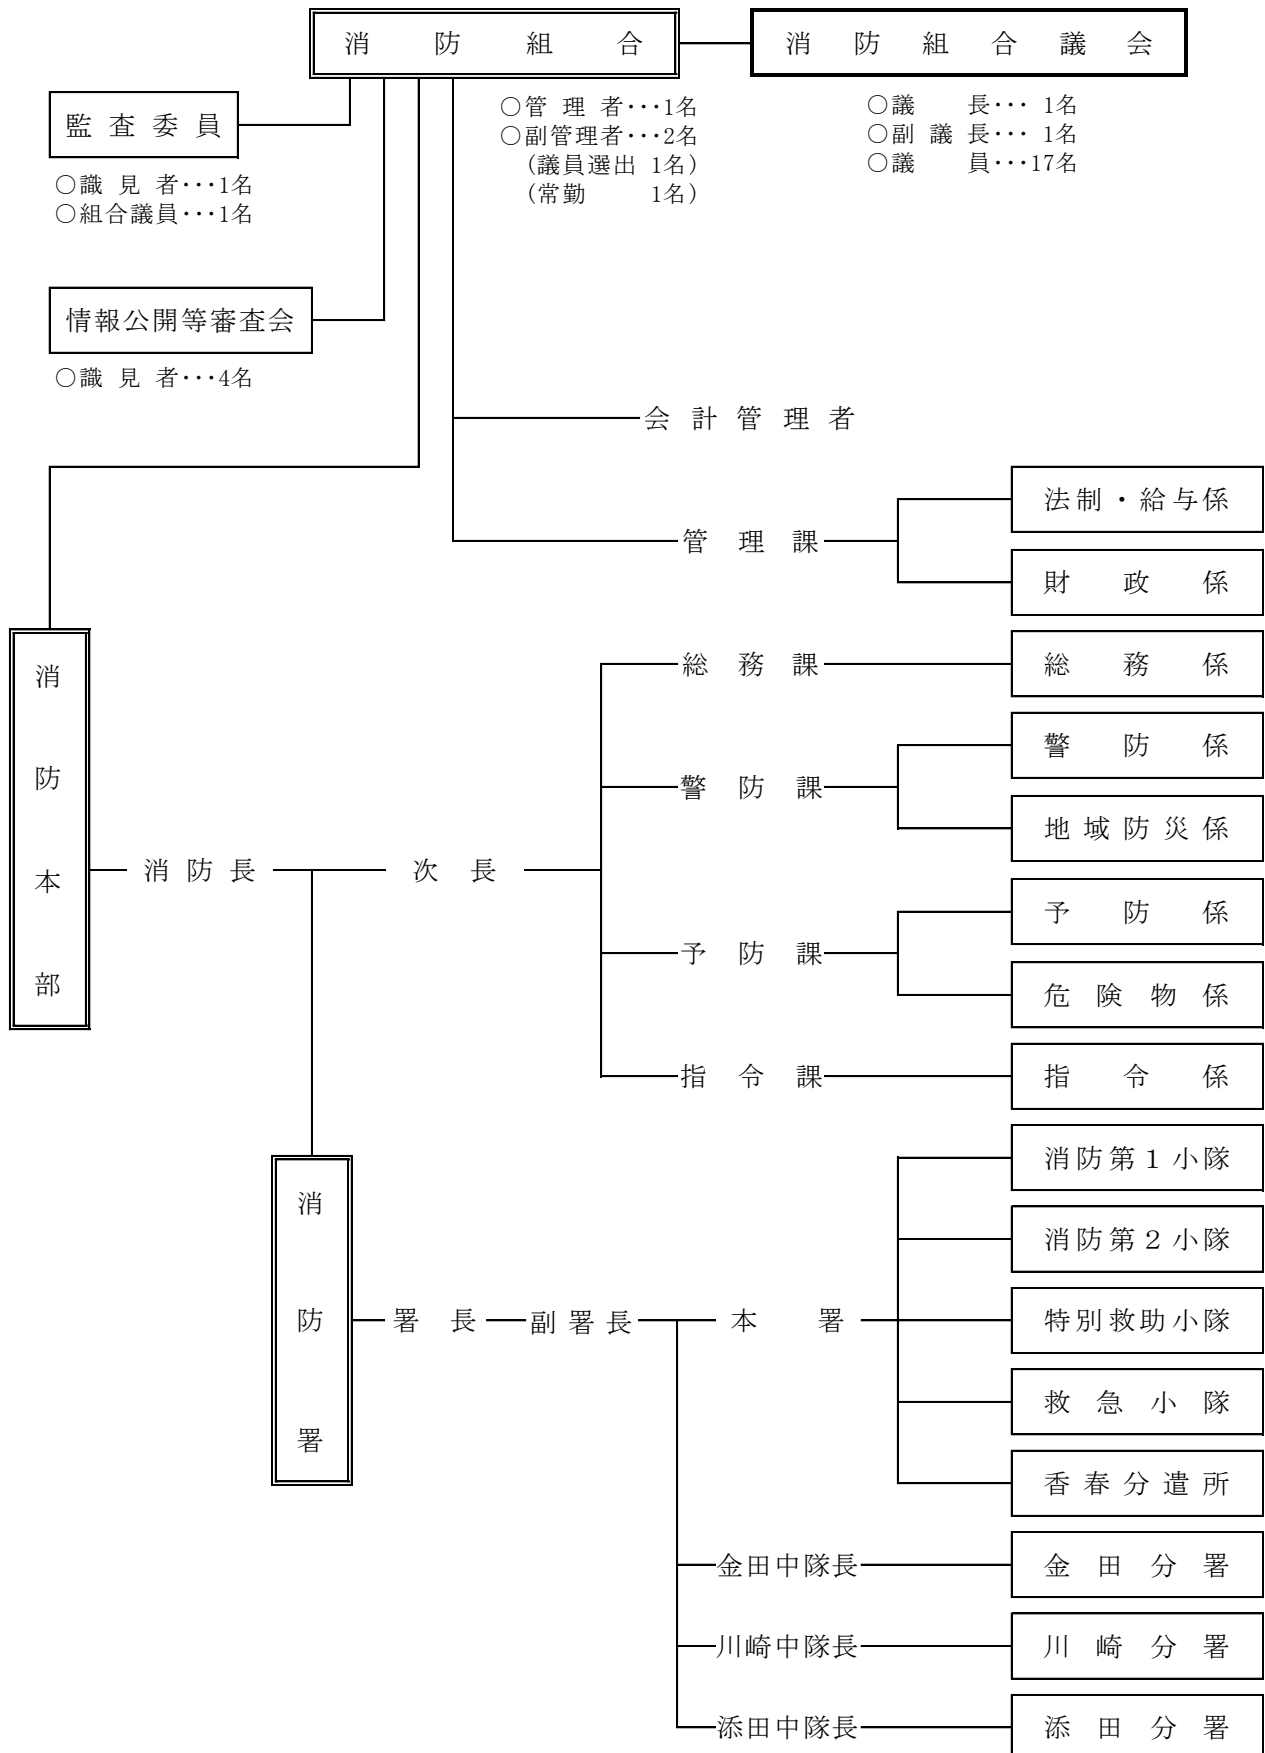 消防組合
消防組合議会
○管理者･･･1名
○副管理者･･･2名
(議員選出 1名)
(常勤 1名)
○議長･･･ 1名
○副議長･･･ 1名
○議員･･･17名
監査委員
○識見者･･･1名
○組合議員･･･1名
情報公開等審査会
○識見者･･･4名
会計管理者
管理課
法制・給与係
財政係
消防本部
消防長
次長
総務課
総務係
警防課
警防係
地域防災係
予防課
予防係
危険物係
指令課
指令係
消防署
署長
副署長
本署
消防第１小隊
消防第２小隊
特別救助小隊
救急小隊
香春分遣所
金田中隊長
金田分署
川崎中隊長
川崎分署
添田中隊長
添田分署